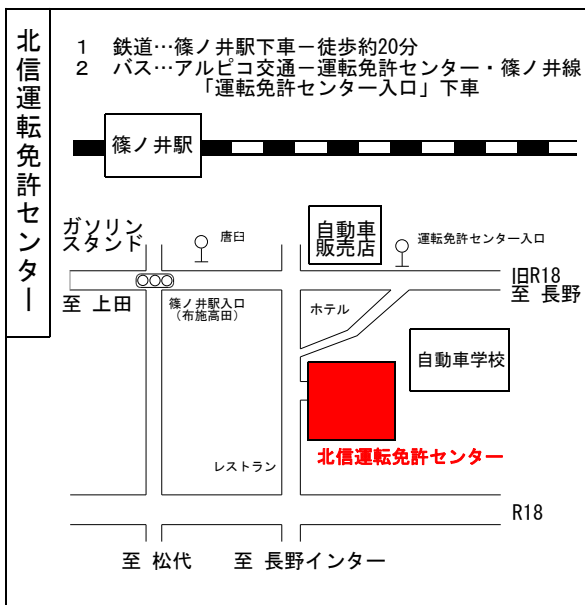 北信運転免許センター
1 鉄道…篠ノ井駅下車－徒歩約20分
2 バス…アルピコ交通－運転免許センター・篠ノ井線
「運転免許センター入口」下車
篠ノ井駅
ガソリン
スタンド
唐臼
自動車
販売店
運転免許センター入口
旧R18
至 長野
至 上田
篠ノ井駅入口
（布施高田）
ホテル
自動車学校
北信運転免許センター
レストラン
R18
至 松代
至 長野インター